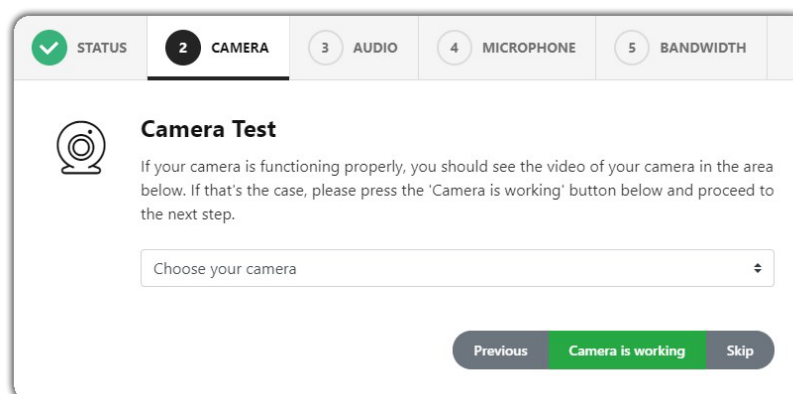 STATUS 2 CAMERA 3 AUDIO 4 MICROPHONE 5 BANDWIDTH
Camera Test
If your camera is functioning properly, you should see the video of your camera in the area
below. If that's the case, please press the 'Camera is working' button below and proceed to
the next step.
Choose your camera
Previous Camera is working Skip